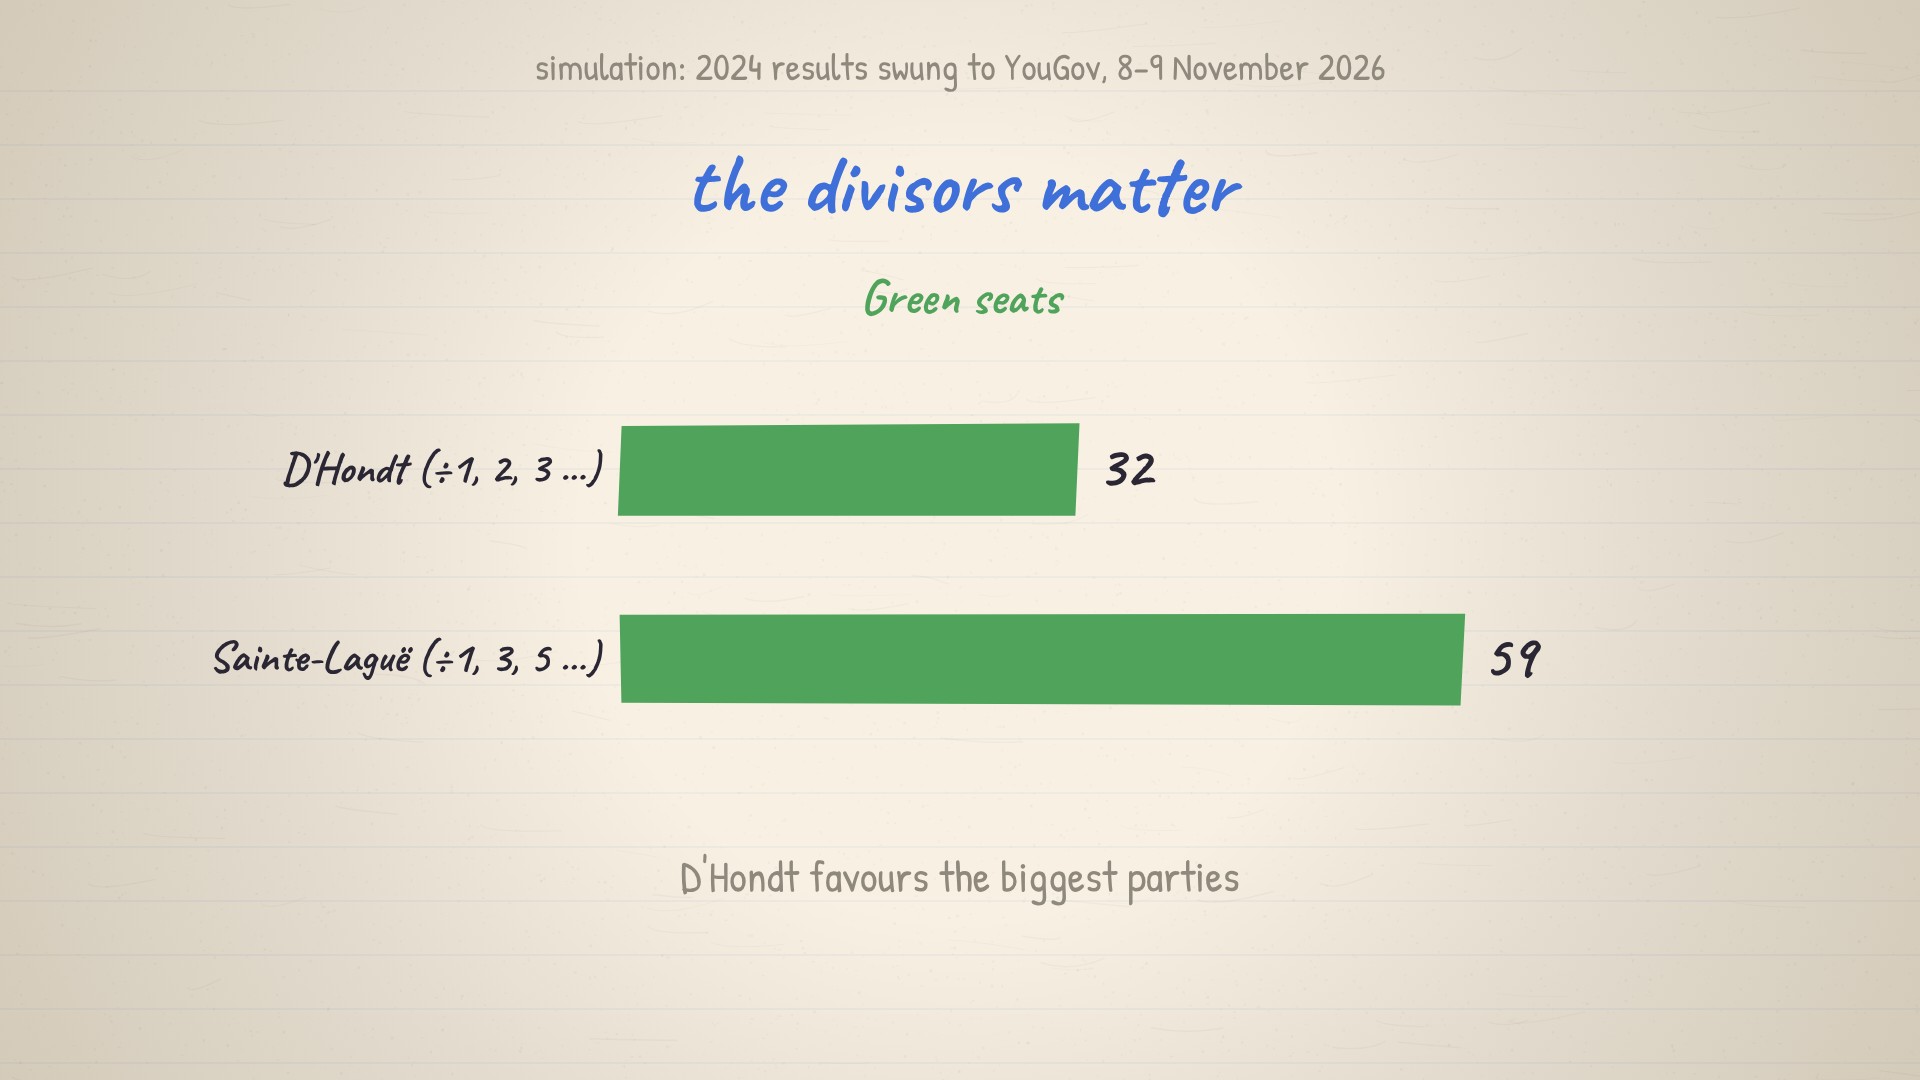 simulation: 2024 results swung to YouGov, 8–9 November 2026
the divisors matter
Green seats
D'Hondt (÷1, 2, 3 ...) 32
Sainte-Laguë (÷1, 3, 5 ...) 59
D'Hondt favours the biggest parties